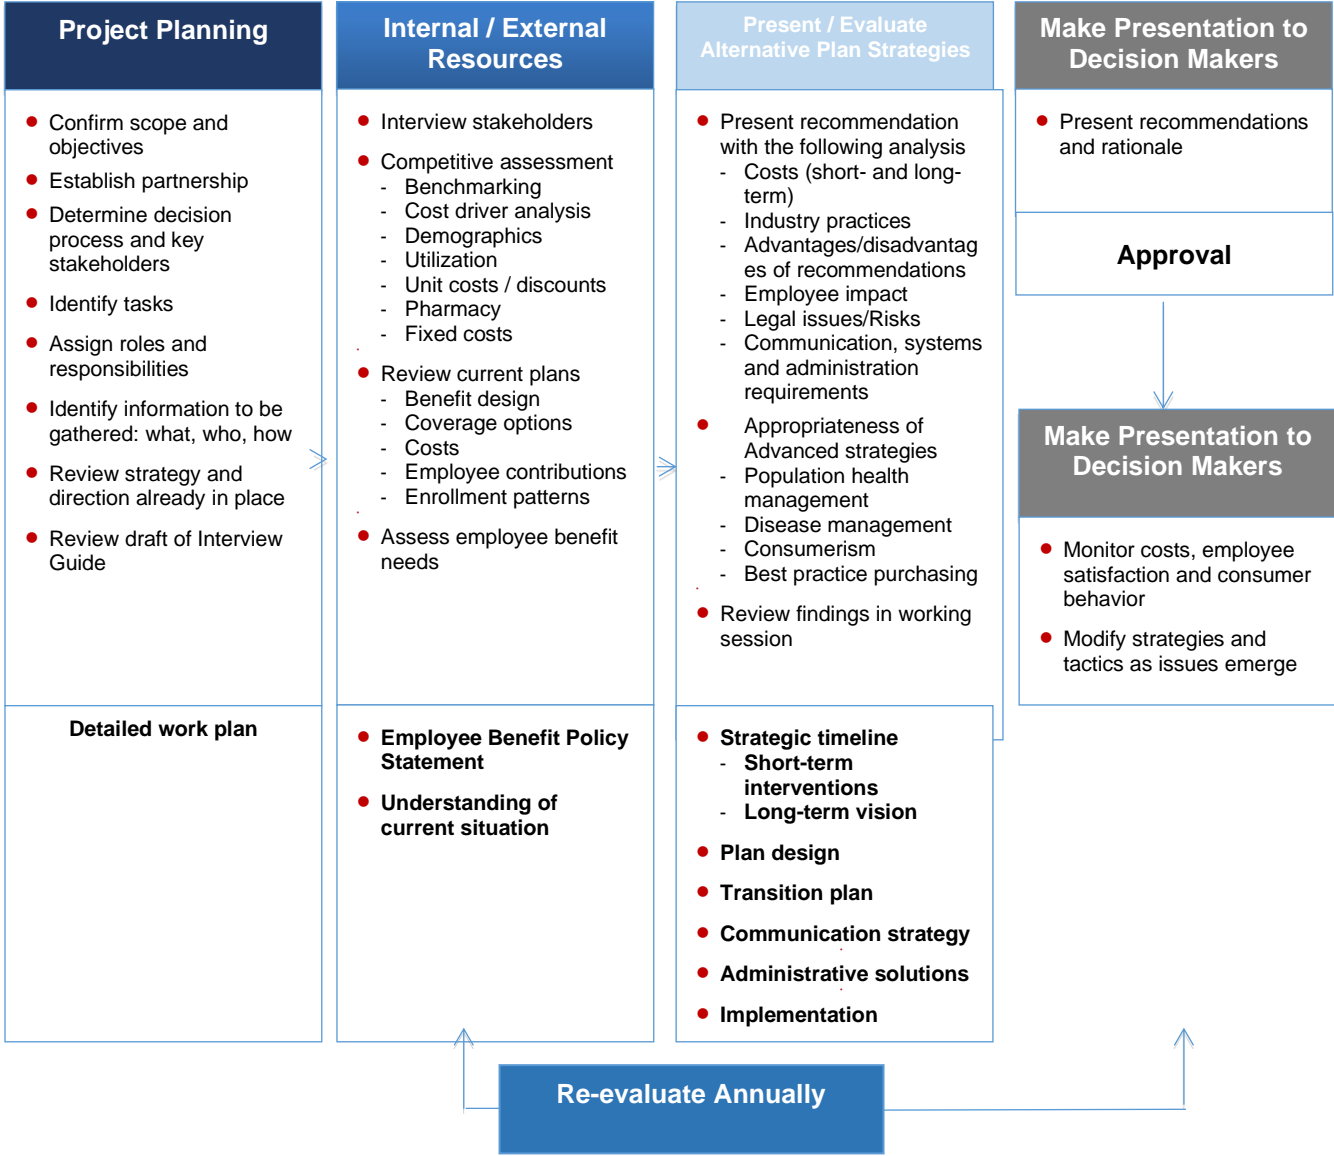 Project Planning
● Confirm scope and
objectives
● Establish partnership
● Determine decision
process and key
stakeholders
● Identify tasks
● Assign roles and
responsibilities
● Identify information to be
gathered: what, who, how
● Review strategy and
direction already in place
● Review draft of Interview
Guide
Detailed work plan
Internal / External
Resources
● Interview stakeholders
● Competitive assessment
- Benchmarking
- Cost driver analysis
- Demographics
- Utilization
- Unit costs / discounts
- Pharmacy
- Fixed costs
● Review current plans
- Benefit design
- Coverage options
- Costs
- Employee contributions
- Enrollment patterns
● Assess employee benefit
needs
● Employee Benefit Policy
Statement
● Understanding of
current situation
Present / Evaluate
Alternative Plan Strategies
● Present recommendation
with the following analysis
- Costs (short- and long-
term)
- Industry practices
- Advantages/disadvantag
es of recommendations
- Employee impact
- Legal issues/Risks
- Communication, systems
and administration
requirements
● Appropriateness of
Advanced strategies
- Population health
management
- Disease management
- Consumerism
- Best practice purchasing
● Review findings in working
session
● Strategic timeline
- Short-term
interventions
- Long-term vision
● Plan design
● Transition plan
● Communication strategy
● Administrative solutions
● Implementation
Make Presentation to
Decision Makers
● Present recommendations
and rationale
Approval
Make Presentation to
Decision Makers
● Monitor costs, employee
satisfaction and consumer
behavior
● Modify strategies and
tactics as issues emerge
Re-evaluate Annually